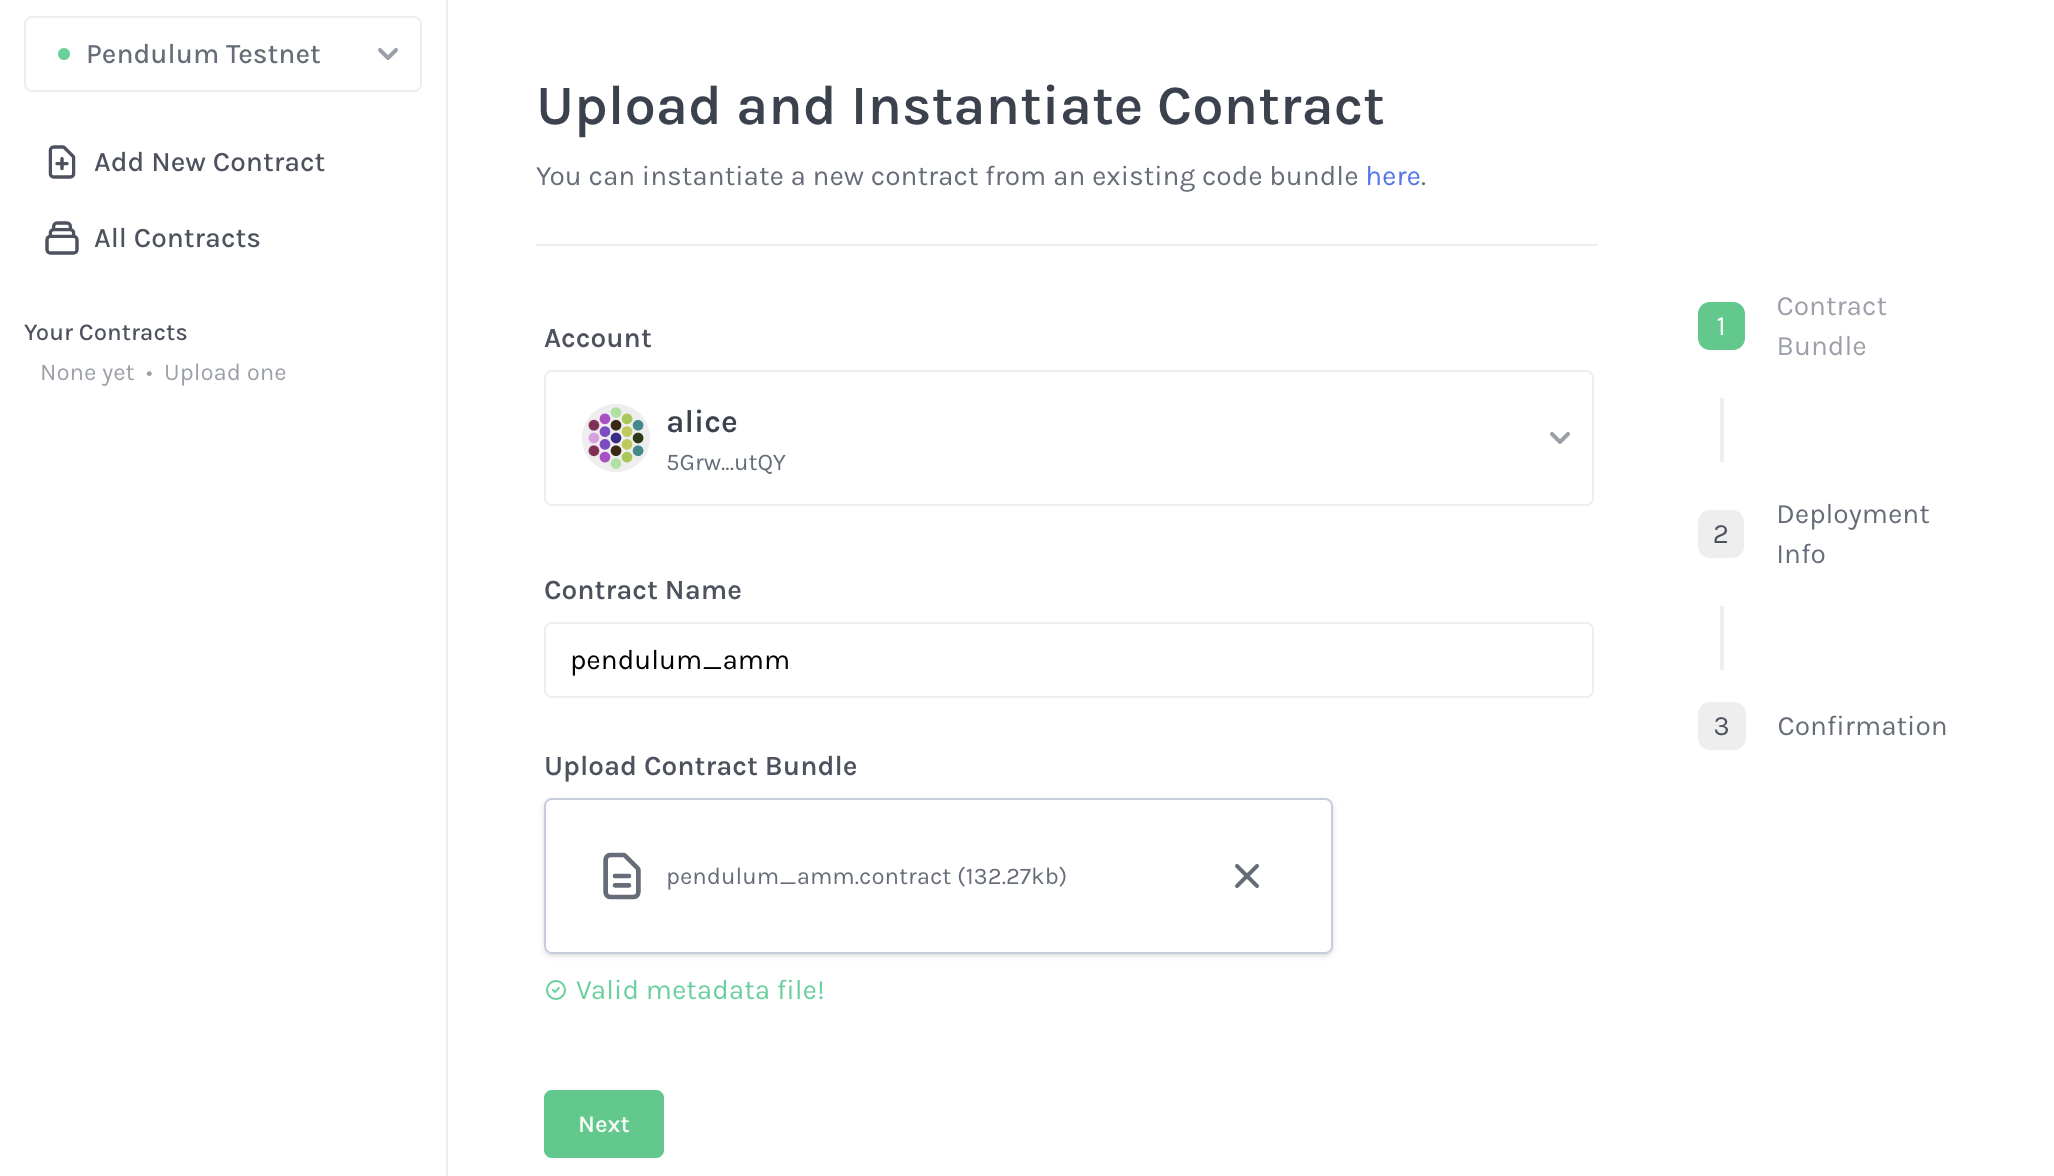 Pendulum Testnet
Add New Contract
All Contracts
Your Contracts
None yet • Upload one
Upload and Instantiate Contract
You can instantiate a new contract from an existing code bundle here.
Account
alice
5Grw...utQY
Contract Name
pendulum_amm
Upload Contract Bundle
pendulum_amm.contract (132.27kb)
Valid metadata file!
Next
1
Contract
Bundle
2
Deployment
Info
3
Confirmation